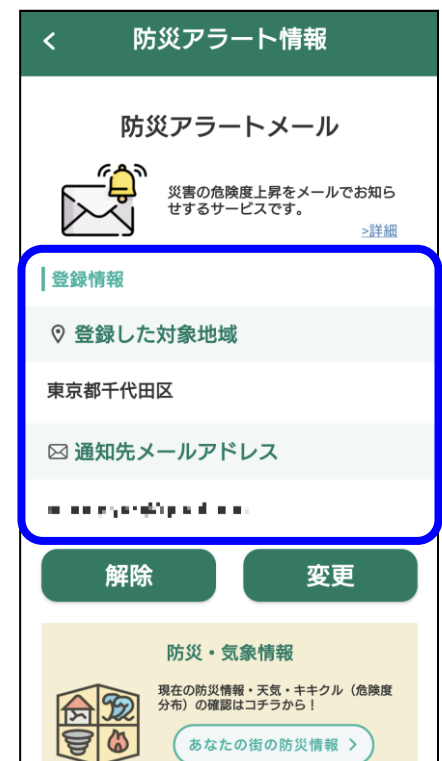 防災アラート情報
防災アラートメール
災害の危険度上昇をメールでお知ら
せするサービスです。
>詳細
登録情報
登録した対象地域
東京都千代田区
通知先メールアドレス
解除
変更
防災・気象情報
現在の防災情報・天気・キキクル（危険度
分布）の確認はコチラから！
あなたの街の防災情報 >